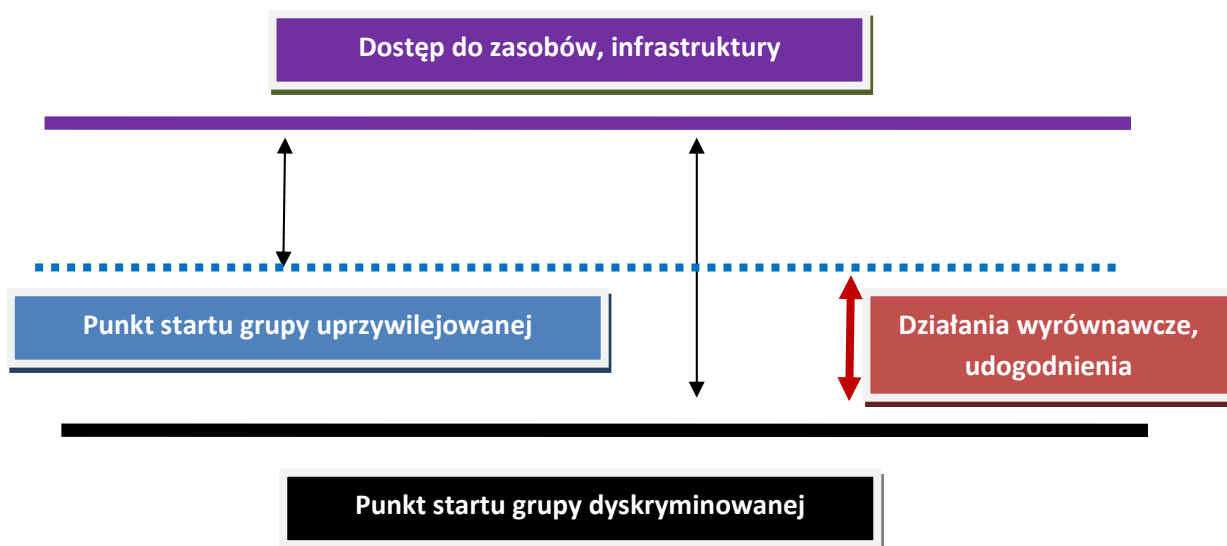 Dostęp do zasobów, infrastruktury
Punkt startu grupy uprzywilejowanej
Działania wyrównawcze,
udogodnienia
Punkt startu grupy dyskryminowanej